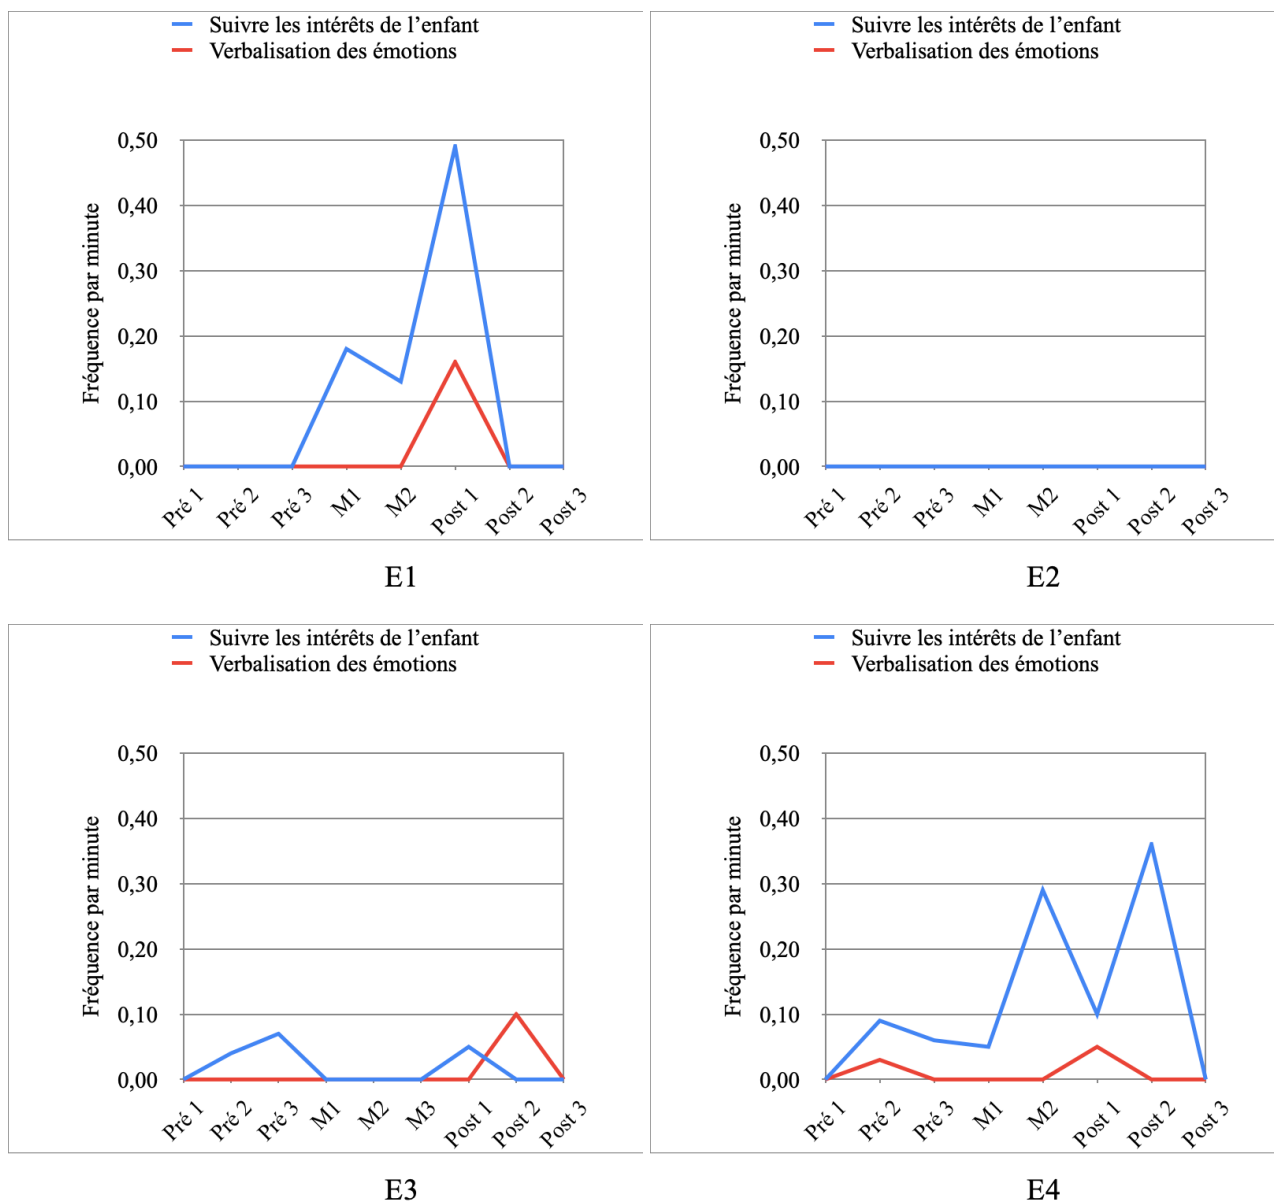 Suivre les intérêts de l’enfant
Verbalisation des émotions
Fréquence par minute
0,50
0,40
0,30
0,20
0,10
0,00
Pré 1
Pré 2
Pré 3
M1
M2
Post 1
Post 2
Post 3
E1
Suivre les intérêts de l’enfant
Verbalisation des émotions
Fréquence par minute
0,50
0,40
0,30
0,20
0,10
0,00
Pré 1
Pré 2
Pré 3
M1
M2
Post 1
Post 2
Post 3
E2
Suivre les intérêts de l’enfant
Verbalisation des émotions
Fréquence par minute
0,50
0,40
0,30
0,20
0,10
0,00
Pré 1
Pré 2
Pré 3
M1
M2
M3
Post 1
Post 2
Post 3
E3
Suivre les intérêts de l’enfant
Verbalisation des émotions
Fréquence par minute
0,50
0,40
0,30
0,20
0,10
0,00
Pré 1
Pré 2
Pré 3
M1
M2
Post 1
Post 2
Post 3
E4